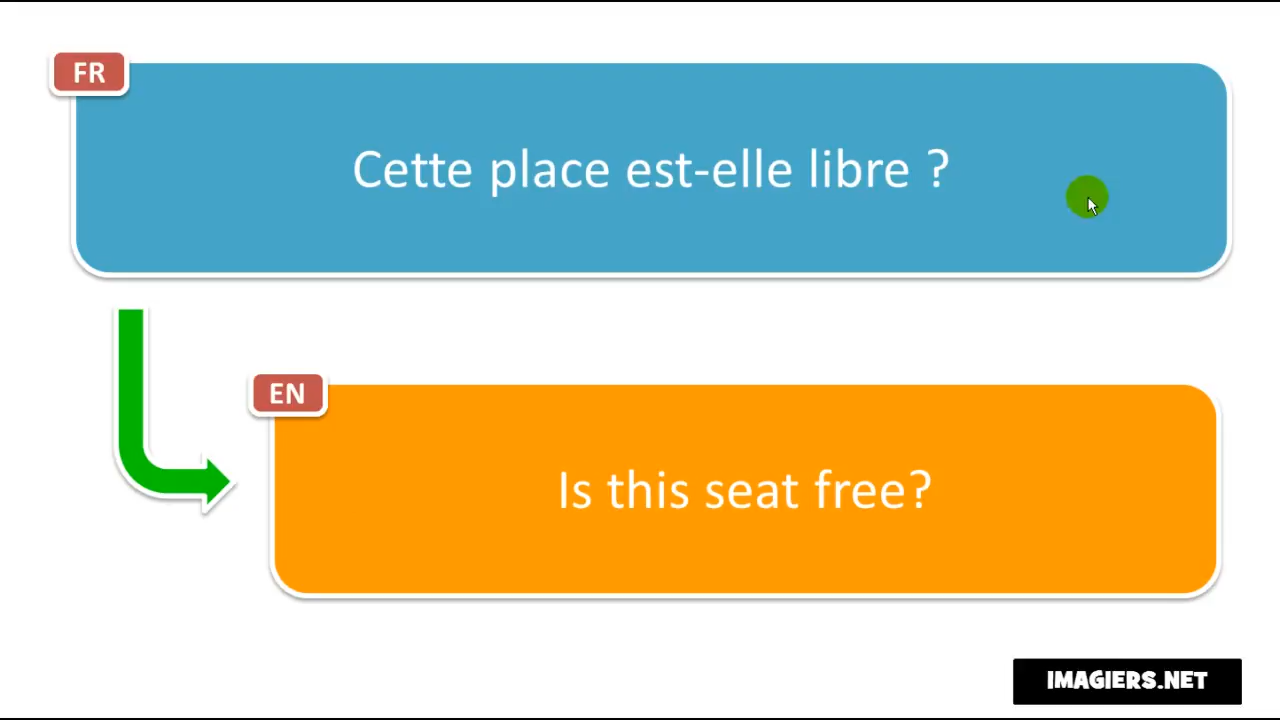 FR
Cette place est-elle libre ?
EN
Is this seat free?
IMAGIERS.NET